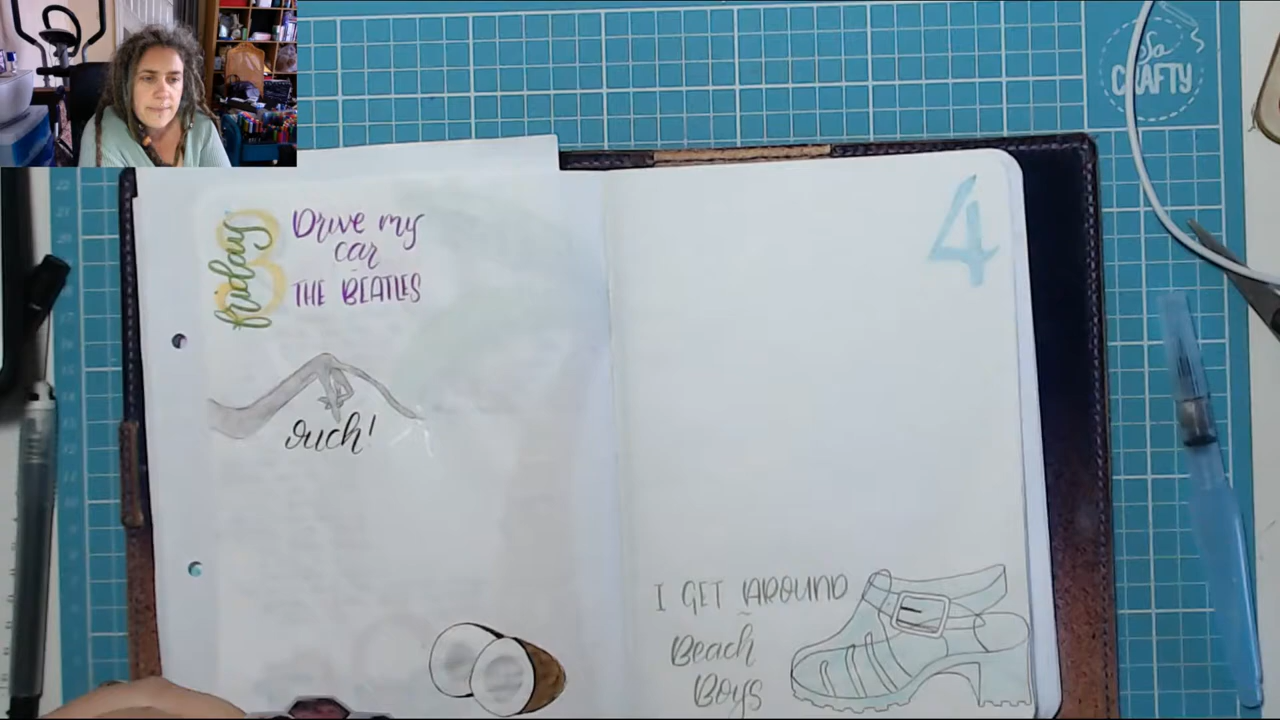 So
CRAFTY
4
friday
3
Drive my
car
-
THE BEATLES
ouch!
I GET AROUND
~
Beach
Boys